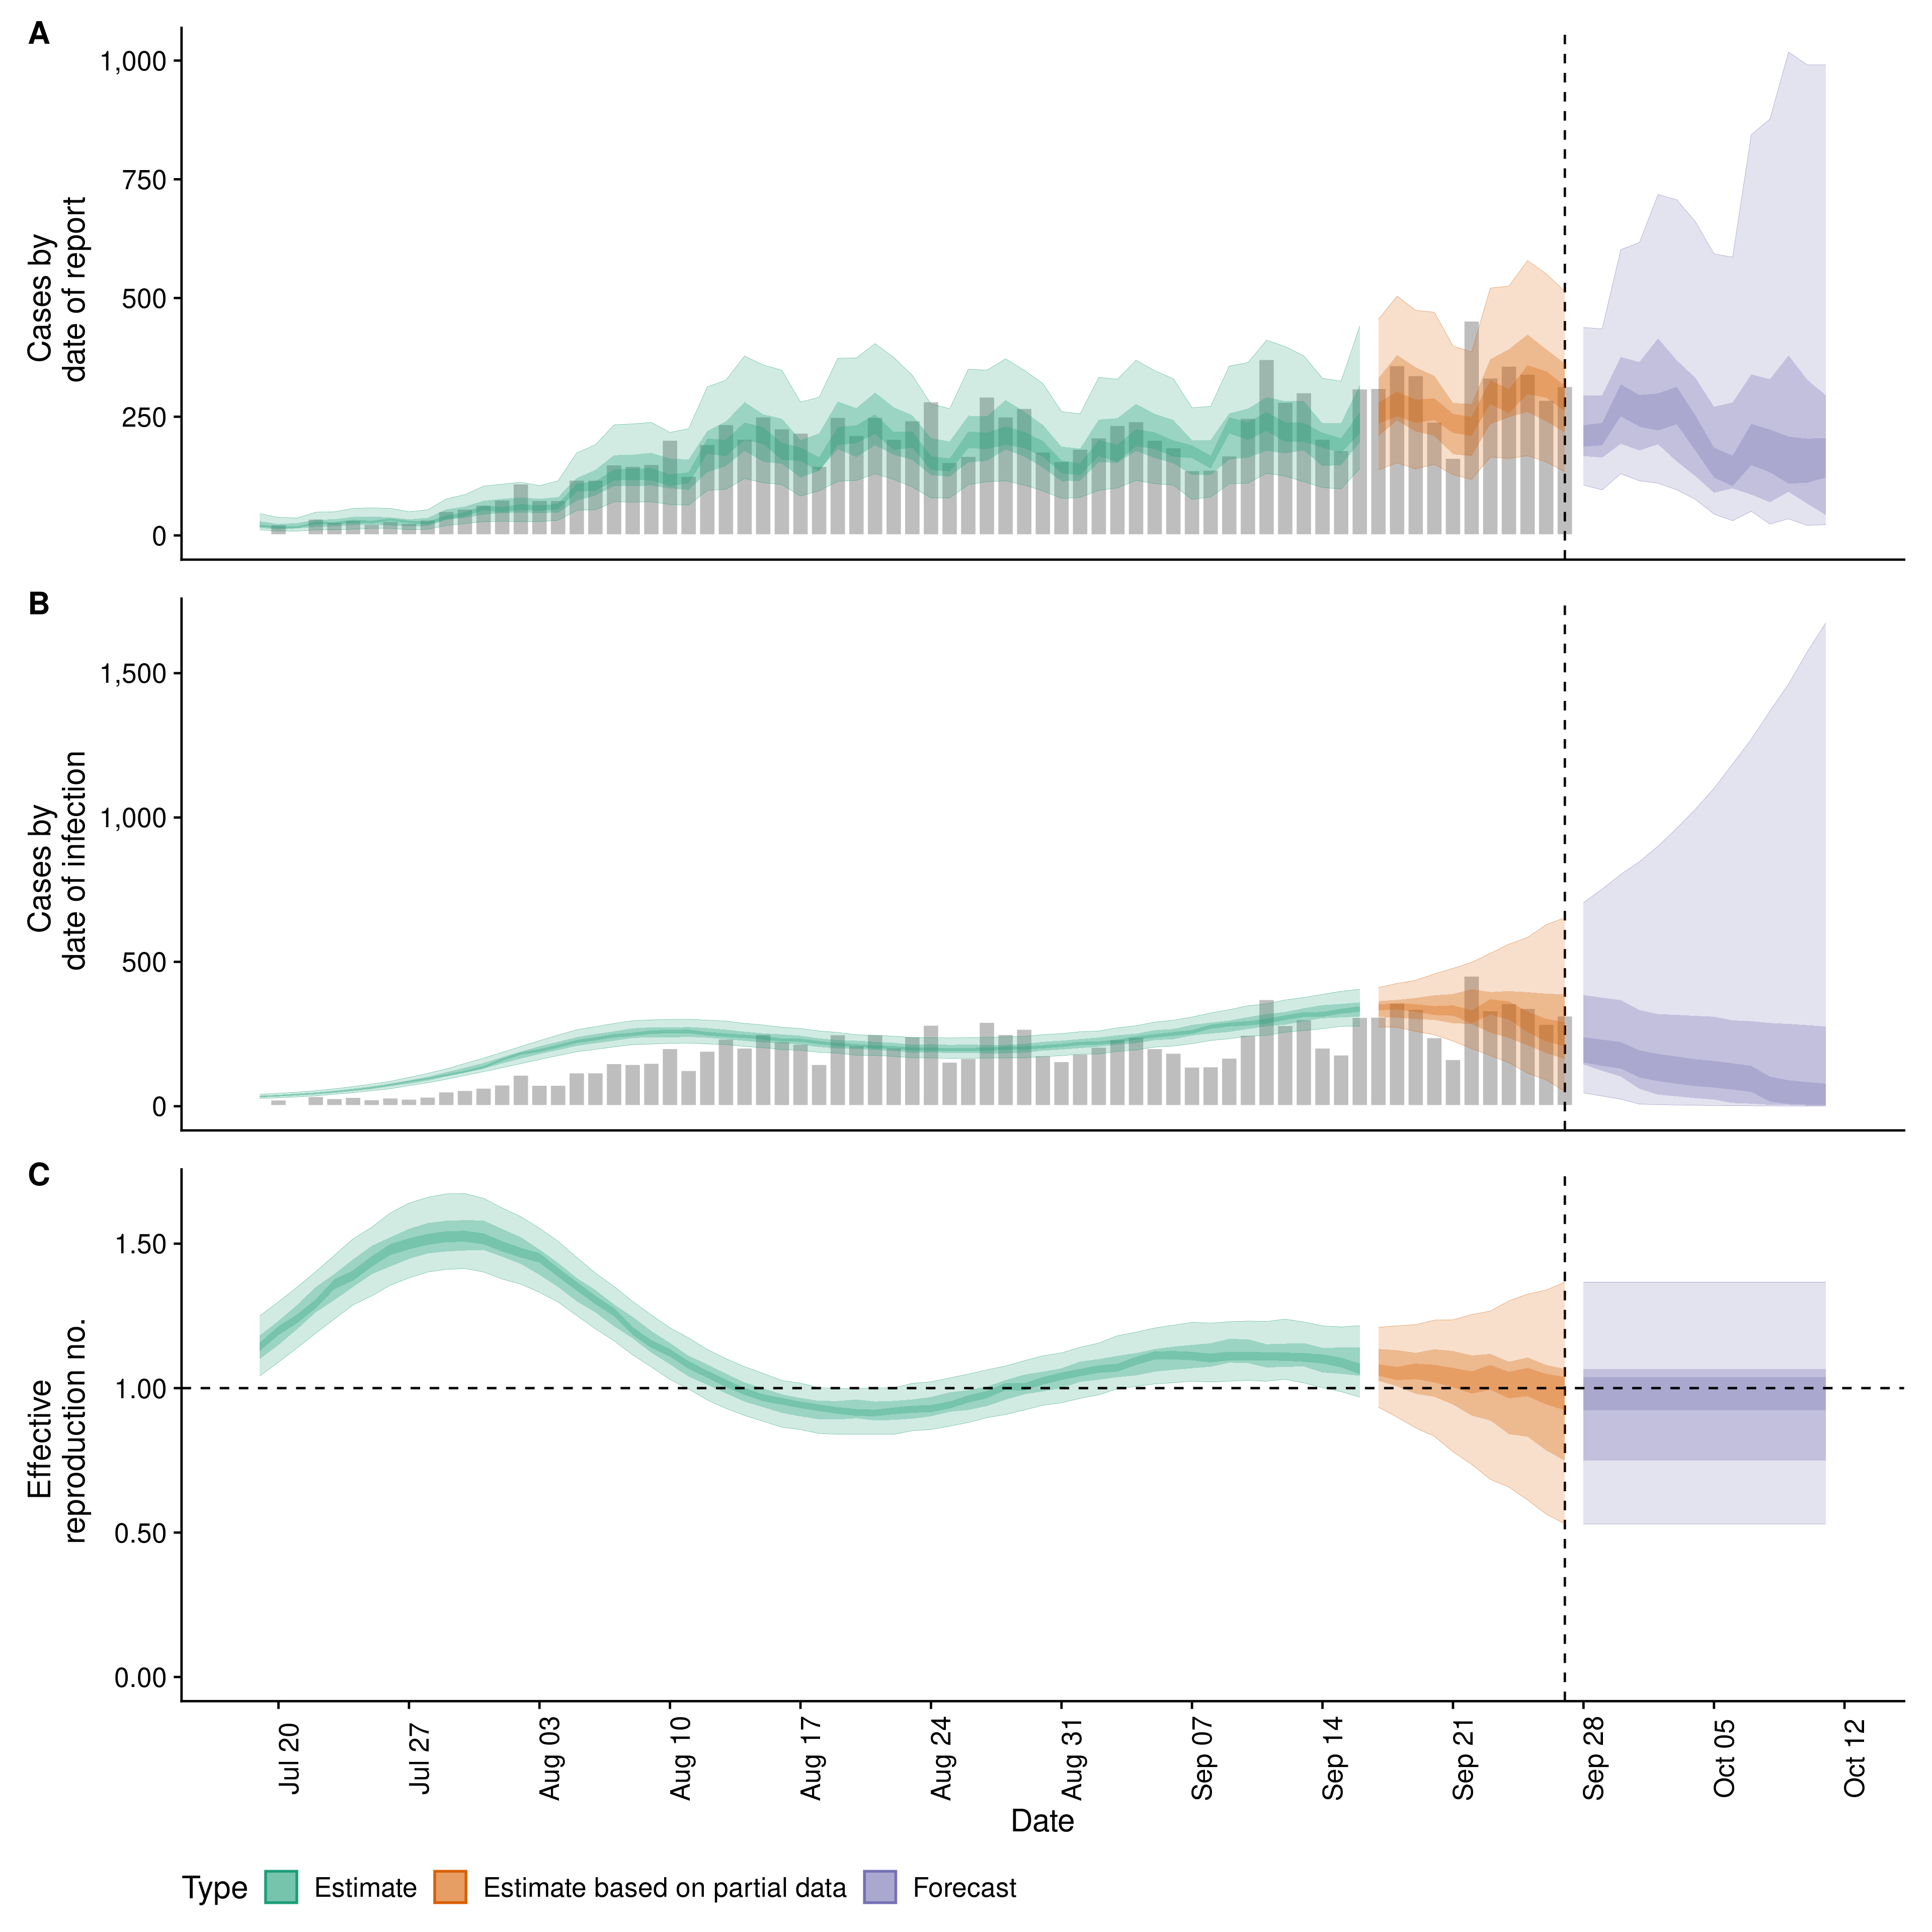 A
Cases by
date of report
1,000
750
500
250
0
B
Cases by
date of infection
1,500
1,000
500
0
C
Effective
reproduction no.
1.50
1.00
0.50
0.00
Jul 20
Jul 27
Aug 03
Aug 10
Aug 17
Aug 24
Aug 31
Sep 07
Sep 14
Sep 21
Sep 28
Oct 05
Oct 12
Date
Type Estimate Estimate based on partial data Forecast